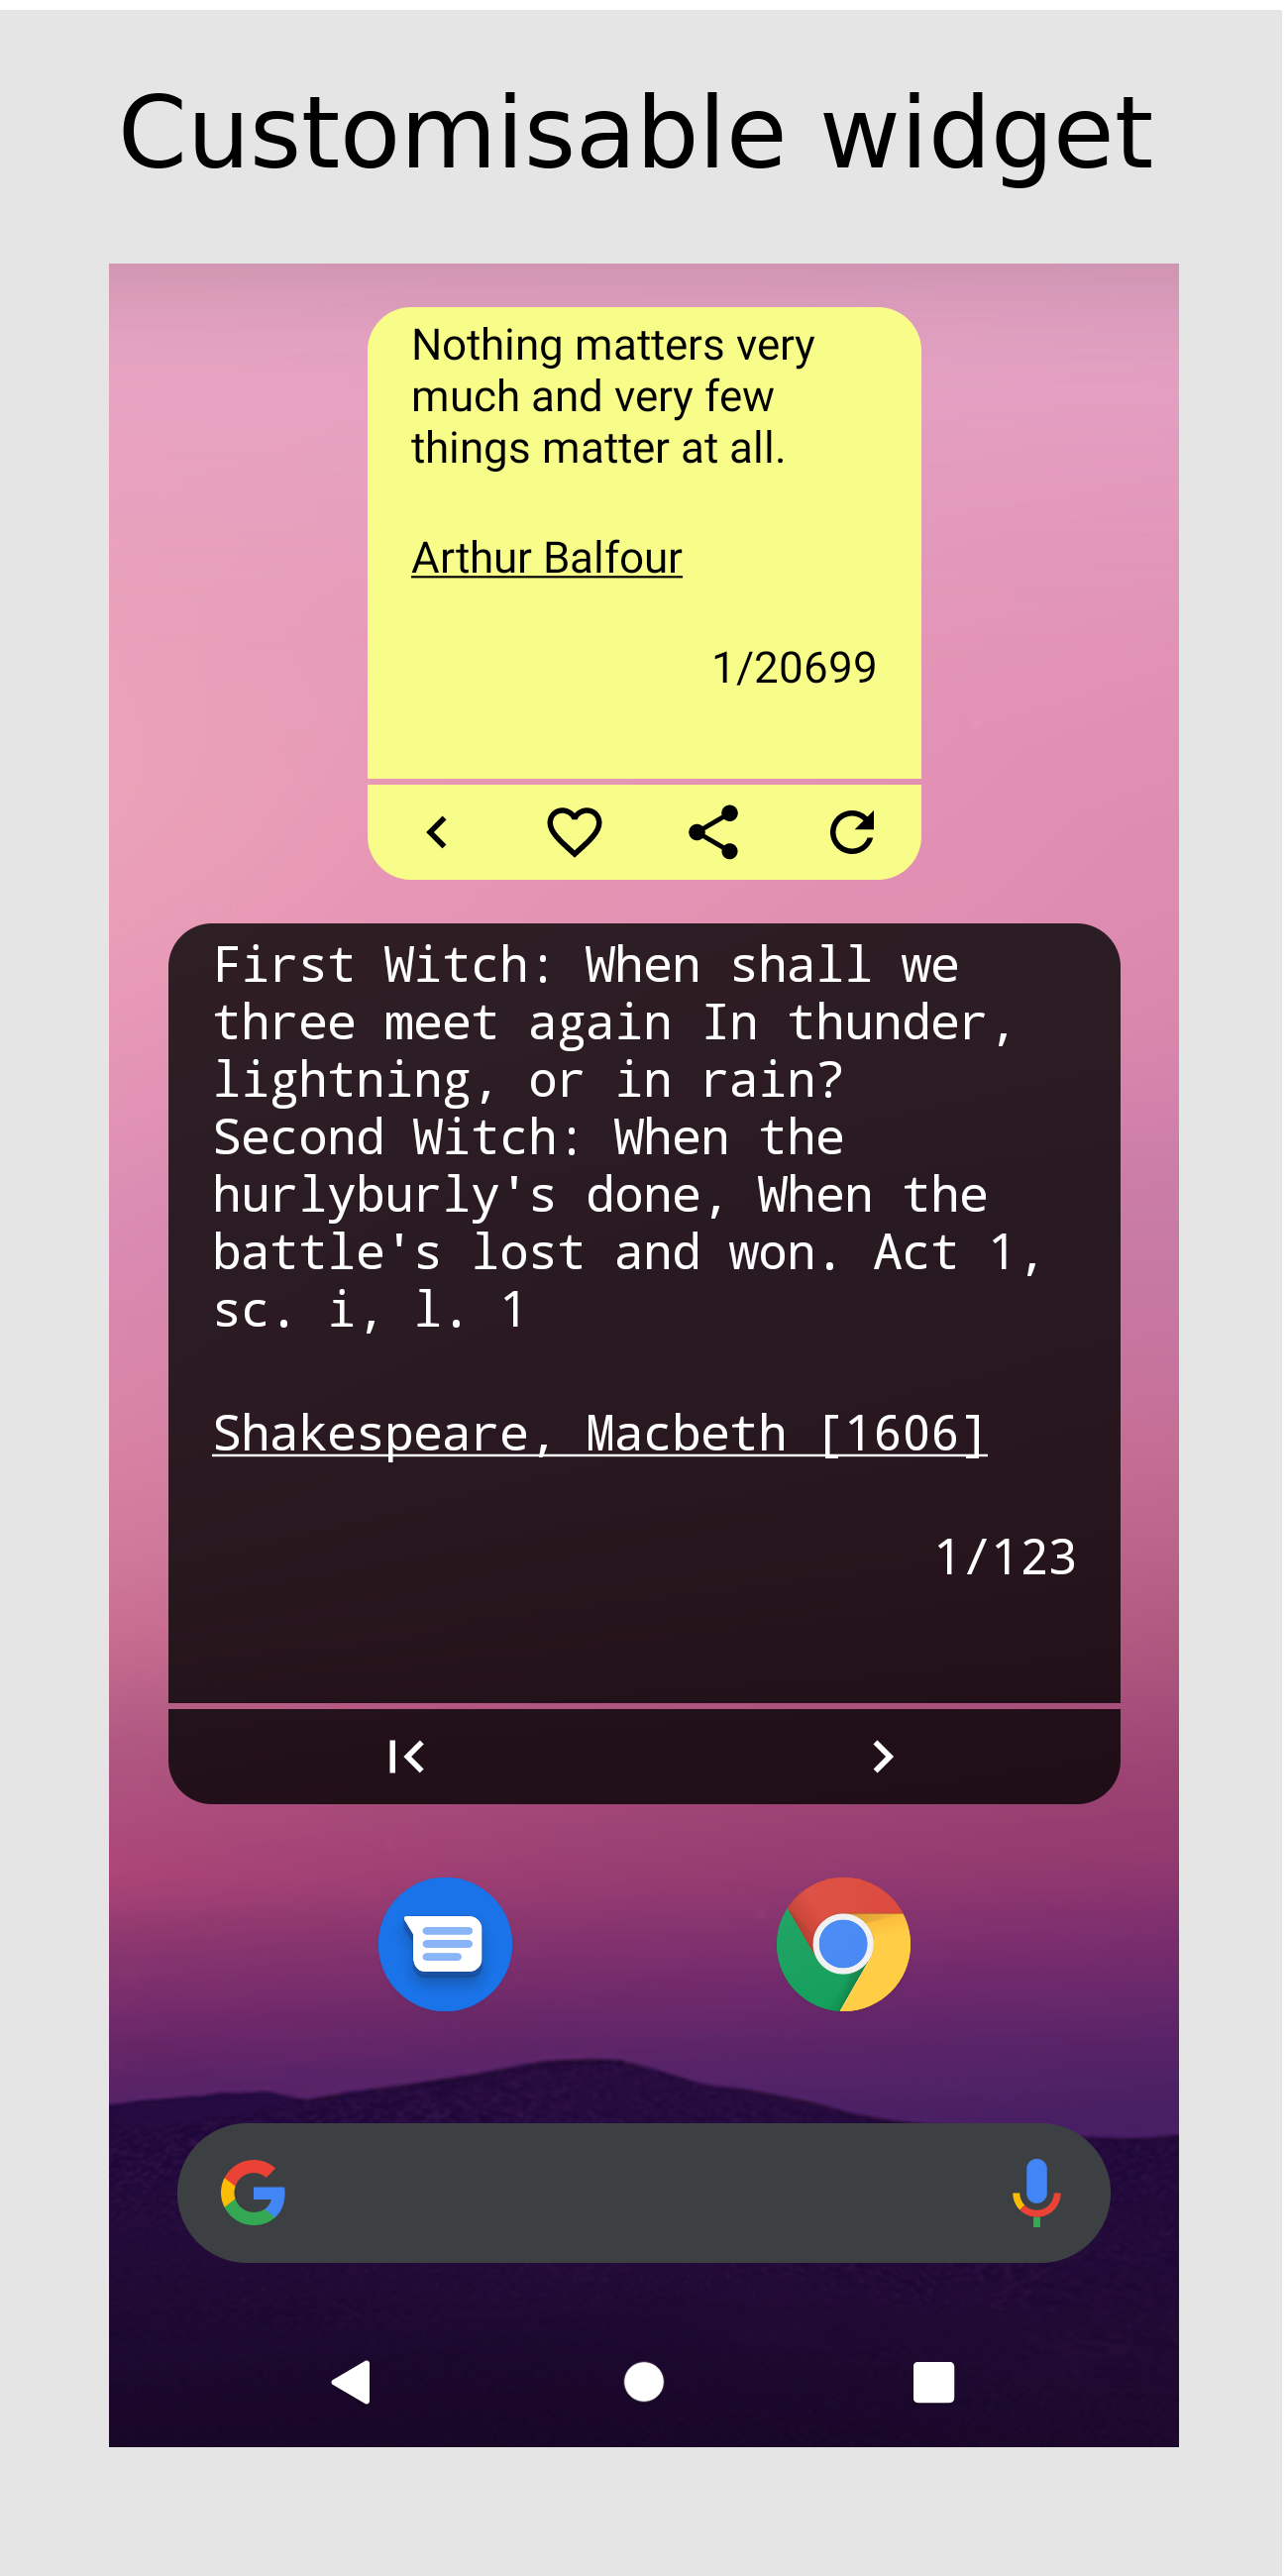 Customisable widget
Nothing matters very
much and very few
things matter at all.
Arthur Balfour
1/20699
First Witch: When shall we
three meet again In thunder,
lightning, or in rain?
Second Witch: When the
hurlyburly's done, When the
battle's lost and won. Act 1,
sc. i, l. 1
Shakespeare, Macbeth [1606]
1/123